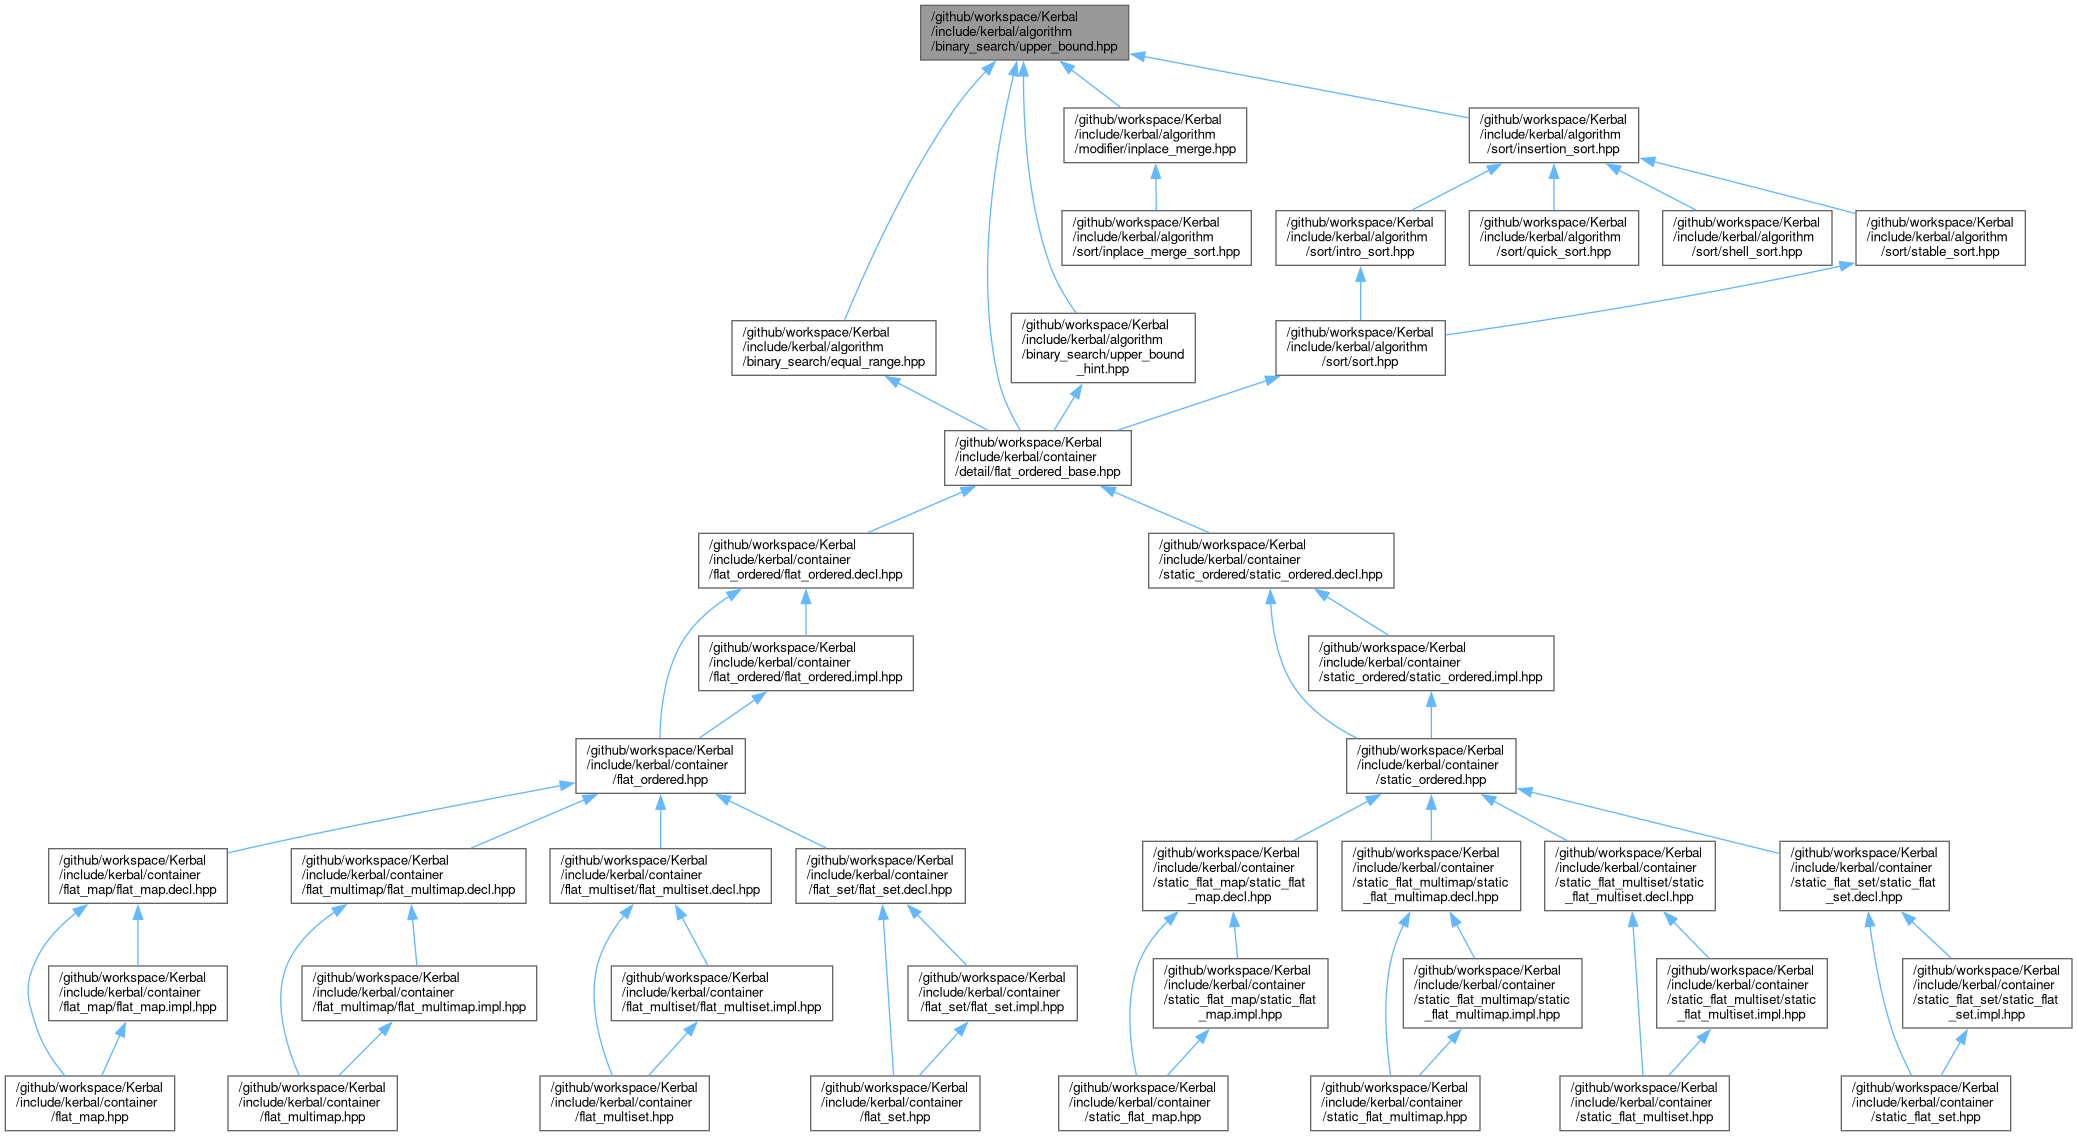 /github/workspace/Kerbal
/include/kerbal/algorithm
/binary_search/upper_bound.hpp
/github/workspace/Kerbal
/include/kerbal/algorithm
/modifier/inplace_merge.hpp
/github/workspace/Kerbal
/include/kerbal/algorithm
/sort/insertion_sort.hpp
/github/workspace/Kerbal
/include/kerbal/algorithm
/sort/inplace_merge_sort.hpp
/github/workspace/Kerbal
/include/kerbal/algorithm
/sort/intro_sort.hpp
/github/workspace/Kerbal
/include/kerbal/algorithm
/sort/quick_sort.hpp
/github/workspace/Kerbal
/include/kerbal/algorithm
/sort/shell_sort.hpp
/github/workspace/Kerbal
/include/kerbal/algorithm
/sort/stable_sort.hpp
/github/workspace/Kerbal
/include/kerbal/algorithm
/binary_search/equal_range.hpp
/github/workspace/Kerbal
/include/kerbal/algorithm
/binary_search/upper_bound
_hint.hpp
/github/workspace/Kerbal
/include/kerbal/algorithm
/sort/sort.hpp
/github/workspace/Kerbal
/include/kerbal/container
/detail/flat_ordered_base.hpp
/github/workspace/Kerbal
/include/kerbal/container
/flat_ordered/flat_ordered.decl.hpp
/github/workspace/Kerbal
/include/kerbal/container
/static_ordered/static_ordered.decl.hpp
/github/workspace/Kerbal
/include/kerbal/container
/flat_ordered/flat_ordered.impl.hpp
/github/workspace/Kerbal
/include/kerbal/container
/static_ordered/static_ordered.impl.hpp
/github/workspace/Kerbal
/include/kerbal/container
/flat_ordered.hpp
/github/workspace/Kerbal
/include/kerbal/container
/static_ordered.hpp
/github/workspace/Kerbal
/include/kerbal/container
/flat_map/flat_map.decl.hpp
/github/workspace/Kerbal
/include/kerbal/container
/flat_multimap/flat_multimap.decl.hpp
/github/workspace/Kerbal
/include/kerbal/container
/flat_multiset/flat_multiset.decl.hpp
/github/workspace/Kerbal
/include/kerbal/container
/flat_set/flat_set.decl.hpp
/github/workspace/Kerbal
/include/kerbal/container
/static_flat_map/static_flat
_map.decl.hpp
/github/workspace/Kerbal
/include/kerbal/container
/static_flat_multimap/static
_flat_multimap.decl.hpp
/github/workspace/Kerbal
/include/kerbal/container
/static_flat_multiset/static
_flat_multiset.decl.hpp
/github/workspace/Kerbal
/include/kerbal/container
/static_flat_set/static_flat
_set.decl.hpp
/github/workspace/Kerbal
/include/kerbal/container
/flat_map/flat_map.impl.hpp
/github/workspace/Kerbal
/include/kerbal/container
/flat_multimap/flat_multimap.impl.hpp
/github/workspace/Kerbal
/include/kerbal/container
/flat_multiset/flat_multiset.impl.hpp
/github/workspace/Kerbal
/include/kerbal/container
/flat_set/flat_set.impl.hpp
/github/workspace/Kerbal
/include/kerbal/container
/static_flat_map/static_flat
_map.impl.hpp
/github/workspace/Kerbal
/include/kerbal/container
/static_flat_multimap/static
_flat_multimap.impl.hpp
/github/workspace/Kerbal
/include/kerbal/container
/static_flat_multiset/static
_flat_multiset.impl.hpp
/github/workspace/Kerbal
/include/kerbal/container
/static_flat_set/static_flat
_set.impl.hpp
/github/workspace/Kerbal
/include/kerbal/container
/flat_map.hpp
/github/workspace/Kerbal
/include/kerbal/container
/flat_multimap.hpp
/github/workspace/Kerbal
/include/kerbal/container
/flat_multiset.hpp
/github/workspace/Kerbal
/include/kerbal/container
/flat_set.hpp
/github/workspace/Kerbal
/include/kerbal/container
/static_flat_map.hpp
/github/workspace/Kerbal
/include/kerbal/container
/static_flat_multimap.hpp
/github/workspace/Kerbal
/include/kerbal/container
/static_flat_multiset.hpp
/github/workspace/Kerbal
/include/kerbal/container
/static_flat_set.hpp